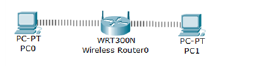 PC-PT
PC0
WRT300N
Wireless Router0
PC-PT
PC1